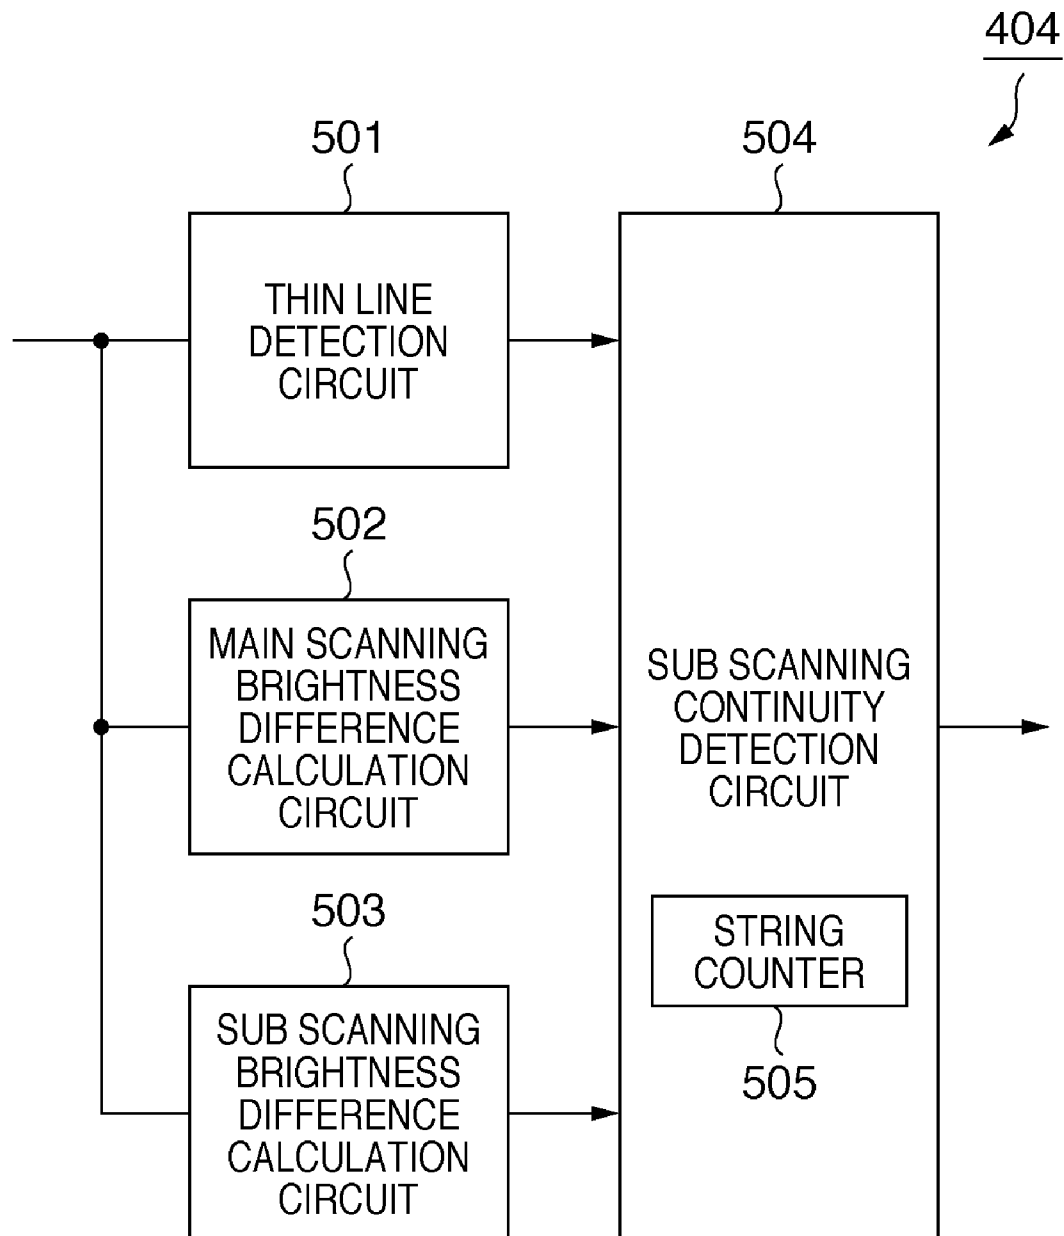 404
501
THIN LINE
DETECTION
CIRCUIT
502
MAIN SCANNING
BRIGHTNESS
DIFFERENCE
CALCULATION
CIRCUIT
503
SUB SCANNING
BRIGHTNESS
DIFFERENCE
CALCULATION
CIRCUIT
504
SUB SCANNING
CONTINUITY
DETECTION
CIRCUIT
STRING
COUNTER
505